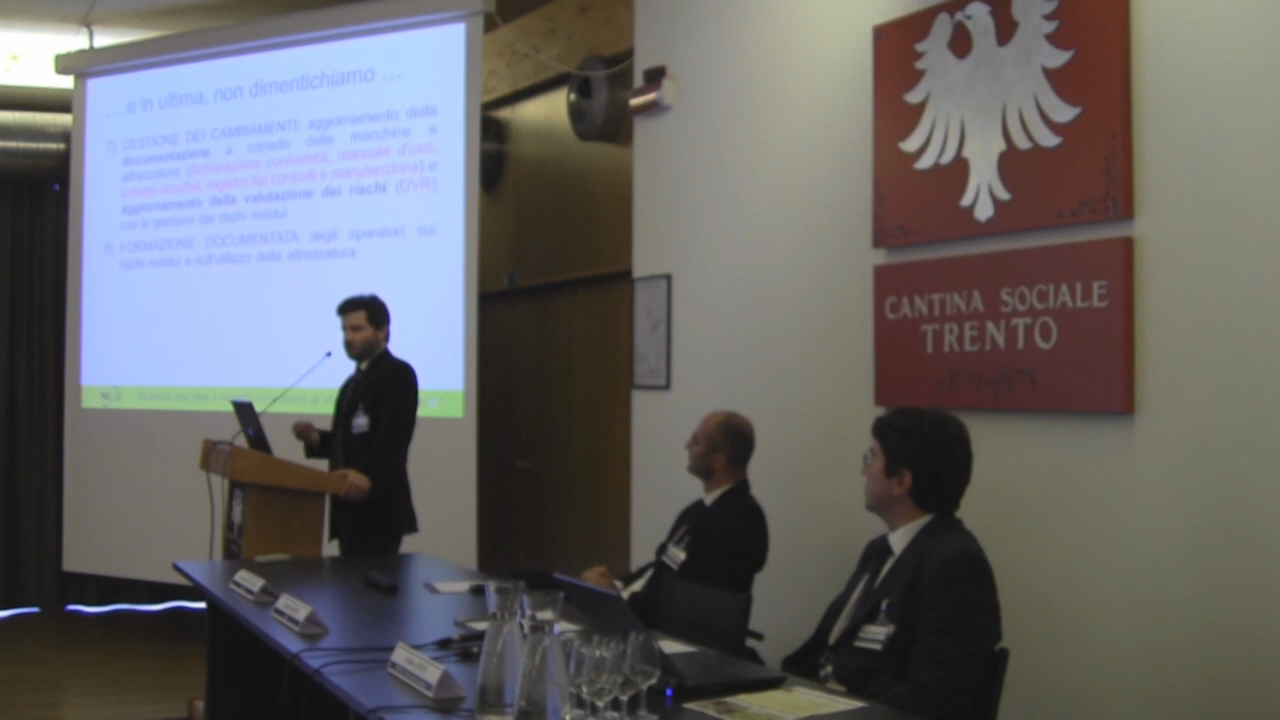 ... e in ultima, non dimentichiamo ...
7) GESTIONE DEI CAMBIAMENTI: aggiornamento della
documentazione a corredo delle macchine e
attrezzature (dichiarazione conformità, manuale d'uso,
schemi circuitali, registro dei controlli e manutenzione) e
aggiornamento della valutazione dei rischi (DVR)
con la gestione dei rischi residui
8) FORMAZIONE DOCUMENTATA degli operatori sui
rischi residui e sull'utilizzo della attrezzatura
CANTINA SOCIALE
TRENTO